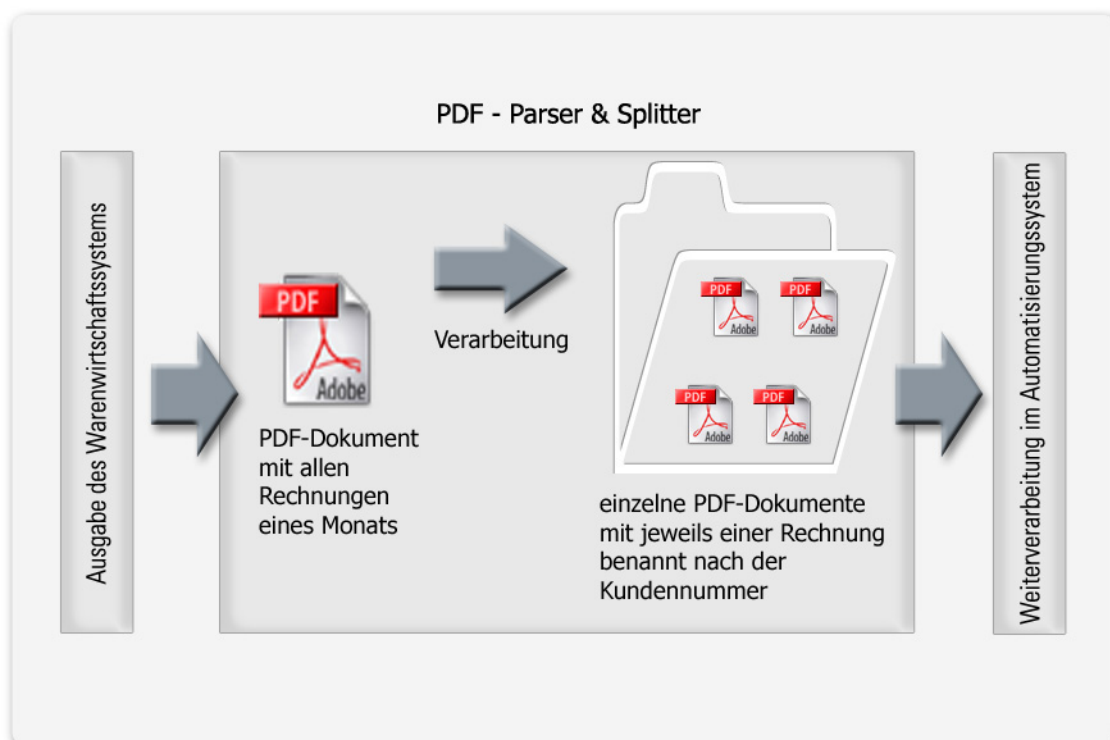 PDF - Parser & Splitter
Ausgabe des Warenwirtschaftssystems
PDF
Adobe
PDF-Dokument
mit allen
Rechnungen
eines Monats
Verarbeitung
PDF
Adobe
PDF
Adobe
PDF
Adobe
PDF
Adobe
einzelne PDF-Dokumente
mit jeweils einer Rechnung
benannt nach der
Kundennummer
Weiterverarbeitung im Automatisierungssystem